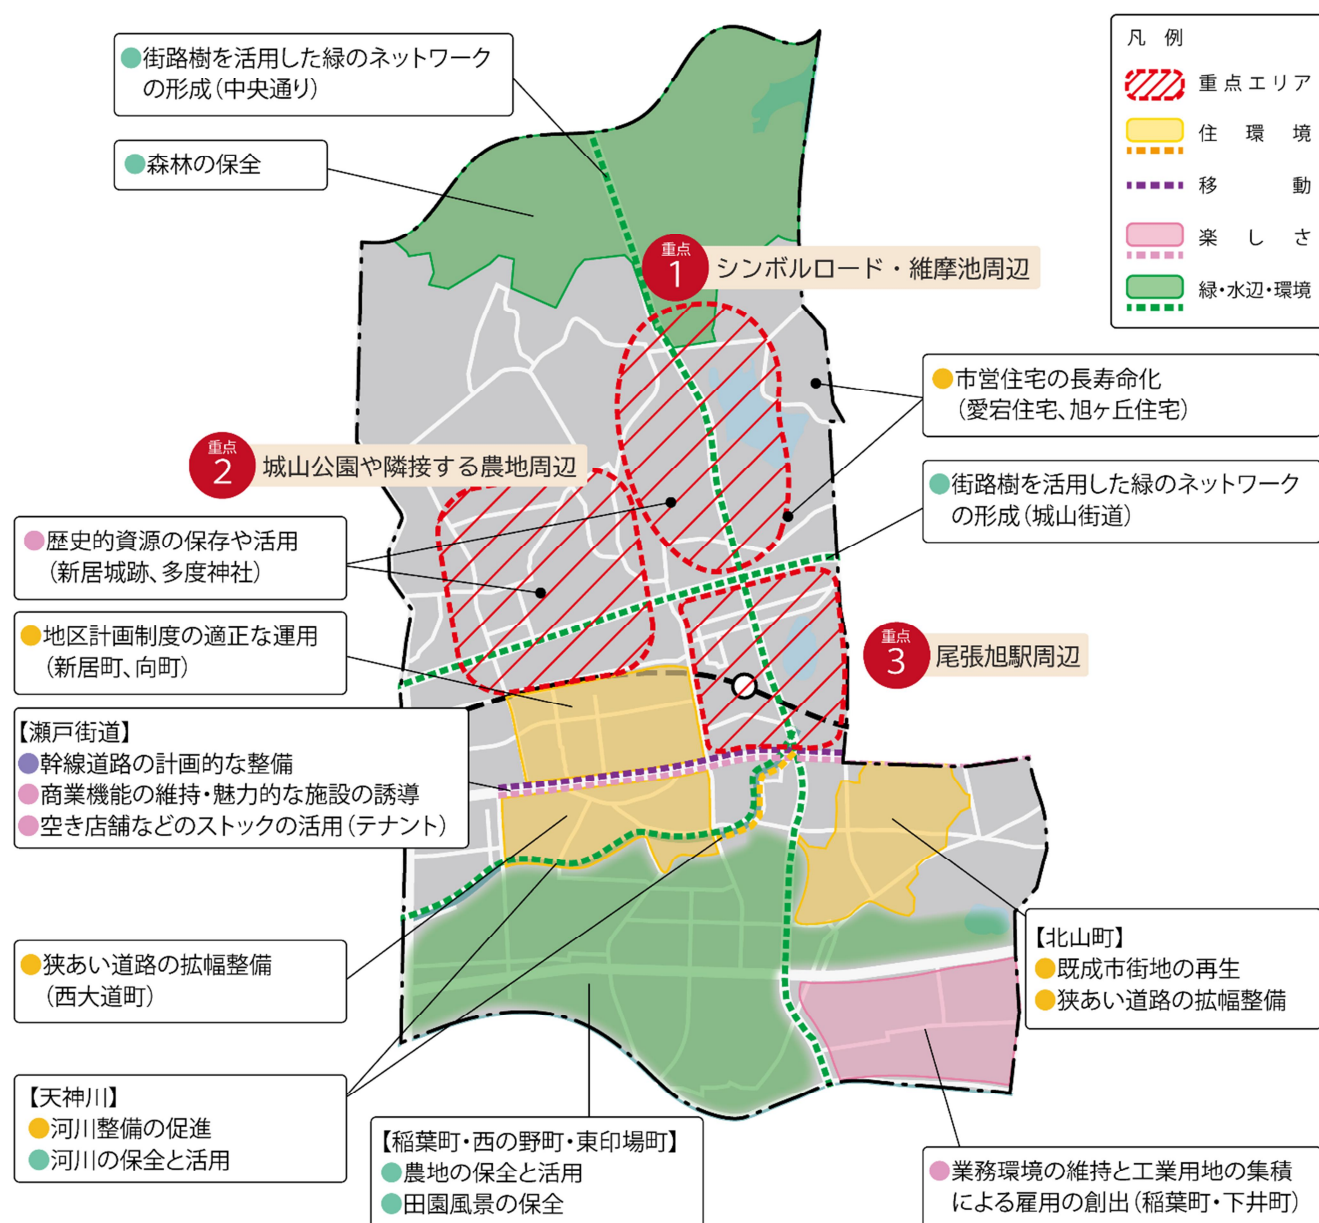 街路樹を活用した緑のネットワーク
の形成(中央通り)
森林の保全
凡例
重点エリア
住環境
移動
楽しさ
緑・水辺・環境
重点
1
シンボルロード・維摩池周辺
市営住宅の長寿命化
(愛宕住宅、旭ヶ丘住宅)
重点
2
城山公園や隣接する農地周辺
街路樹を活用した緑のネットワーク
の形成(城山街道)
歴史的資源の保存や活用
(新居城跡、多度神社)
地区計画制度の適正な運用
(新居町、向町)
重点
3
尾張旭駅周辺
【瀬戸街道】
幹線道路の計画的な整備
商業機能の維持・魅力的な施設の誘導
空き店舗などのストックの活用(テナント)
狭あい道路の拡幅整備
(西大道町)
【北山町】
既成市街地の再生
狭あい道路の拡幅整備
【天神川】
河川整備の促進
河川の保全と活用
【稲葉町・西の野町・東印場町】
農地の保全と活用
田園風景の保全
業務環境の維持と工業用地の集積
による雇用の創出(稲葉町・下井町)